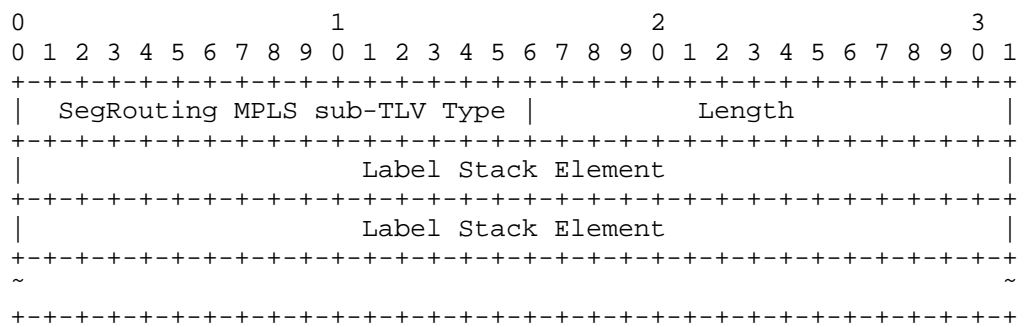 0                   1                   2                   3
0 1 2 3 4 5 6 7 8 9 0 1 2 3 4 5 6 7 8 9 0 1 2 3 4 5 6 7 8 9 0 1
+-+-+-+-+-+-+-+-+-+-+-+-+-+-+-+-+-+-+-+-+-+-+-+-+-+-+-+-+-+-+-+
|  SegRouting MPLS sub-TLV Type |          Length             |
+-+-+-+-+-+-+-+-+-+-+-+-+-+-+-+-+-+-+-+-+-+-+-+-+-+-+-+-+-+-+-+
|                     Label Stack Element                     |
+-+-+-+-+-+-+-+-+-+-+-+-+-+-+-+-+-+-+-+-+-+-+-+-+-+-+-+-+-+-+-+
|                     Label Stack Element                     |
+-+-+-+-+-+-+-+-+-+-+-+-+-+-+-+-+-+-+-+-+-+-+-+-+-+-+-+-+-+-+-+
~                                                             ~
+-+-+-+-+-+-+-+-+-+-+-+-+-+-+-+-+-+-+-+-+-+-+-+-+-+-+-+-+-+-+-+